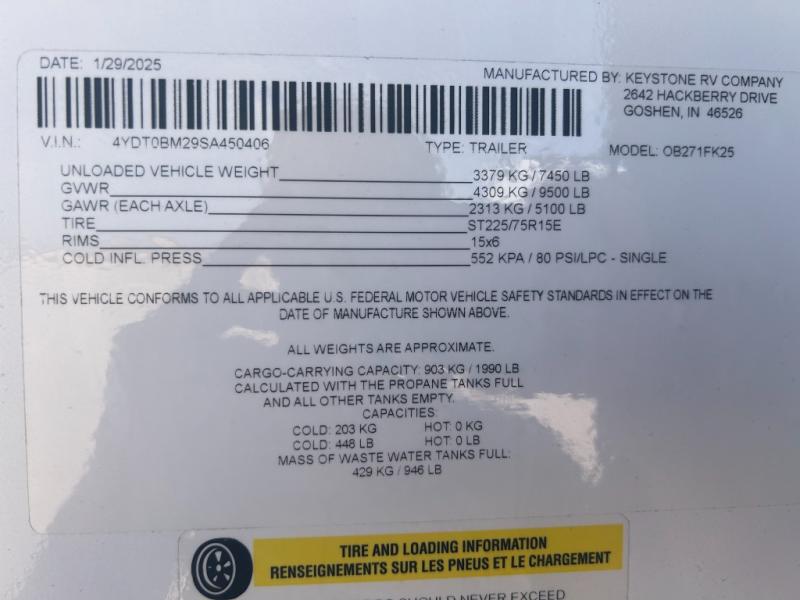 DATE: 1/29/2025
MANUFACTURED BY: KEYSTONE RV COMPANY
2642 HACKBERRY DRIVE
GOSHEN, IN 46526
V.I.N.: 4YDT0BM29SA450406 TYPE: TRAILER MODEL: OB271FK25
UNLOADED VEHICLE WEIGHT 3379 KG / 7450 LB
GVWR 4309 KG / 9500 LB
GAWR (EACH AXLE) 2313 KG / 5100 LB
TIRE ST225/75R15E
RIMS 15x6
COLD INFL. PRESS 552 KPA / 80 PSI/LPC - SINGLE
THIS VEHICLE CONFORMS TO ALL APPLICABLE U.S. FEDERAL MOTOR VEHICLE SAFETY STANDARDS IN EFFECT ON THE
DATE OF MANUFACTURE SHOWN ABOVE.
ALL WEIGHTS ARE APPROXIMATE.
CARGO-CARRYING CAPACITY: 903 KG / 1990 LB
CALCULATED WITH THE PROPANE TANKS FULL
AND ALL OTHER TANKS EMPTY.
CAPACITIES:
COLD: 203 KG HOT: 0 KG
COLD: 448 LB HOT: 0 LB
MASS OF WASTE WATER TANKS FULL:
429 KG / 946 LB
TIRE AND LOADING INFORMATION
RENSEIGNEMENTS SUR LES PNEUS ET LE CHARGEMENT
SHOULD NEVER EXCEED